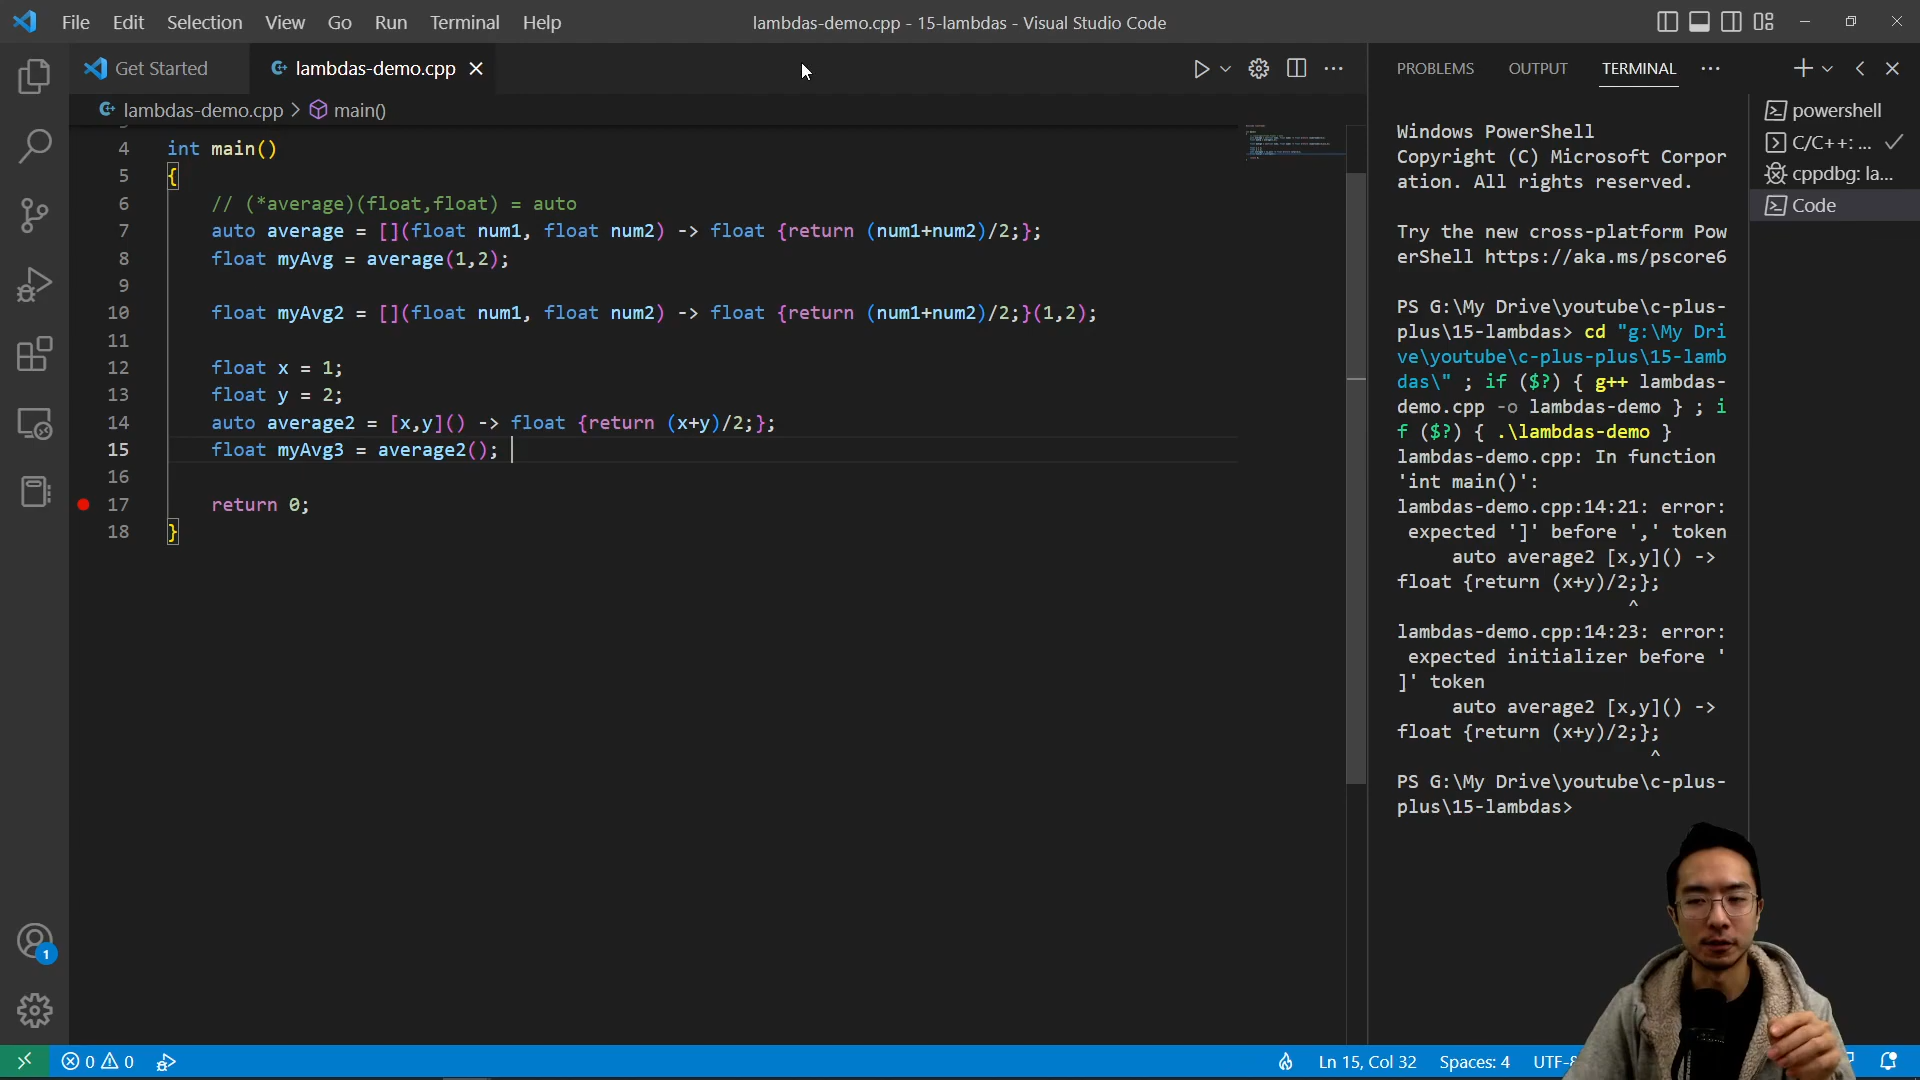 File Edit Selection View Go Run Terminal Help
lambdas-demo.cpp - 15-lambdas - Visual Studio Code
Get Started
lambdas-demo.cpp
lambdas-demo.cpp > main()
4 int main()
5 {
6 // (*average)(float,float) = auto
7 auto average = [](float num1, float num2) -> float {return (num1+num2)/2;};
8 float myAvg = average(1,2);
9
10 float myAvg2 = [](float num1, float num2) -> float {return (num1+num2)/2;}(1,2);
11
12 float x = 1;
13 float y = 2;
14 auto average2 = [x,y]() -> float {return (x+y)/2;};
15 float myAvg3 = average2();
16
17 return 0;
18 }
PROBLEMS OUTPUT TERMINAL
Windows PowerShell
Copyright (C) Microsoft Corpor
ation. All rights reserved.
Try the new cross-platform Pow
erShell https://aka.ms/pscore6
PS G:\My Drive\youtube\c-plus-
plus\15-lambdas> cd "g:\My Dri
ve\youtube\c-plus-plus\15-lamb
das\" ; if ($?) { g++ lambdas-
demo.cpp -o lambdas-demo } ; i
f ($?) { .\lambdas-demo }
lambdas-demo.cpp: In function
'int main()':
lambdas-demo.cpp:14:21: error:
expected ']' before ',' token
auto average2 [x,y]() ->
float {return (x+y)/2;};
^
lambdas-demo.cpp:14:23: error:
expected initializer before '
]' token
auto average2 [x,y]() ->
float {return (x+y)/2;};
^
PS G:\My Drive\youtube\c-plus-
plus\15-lambdas>
powershell
C/C++: ...
cppdbg: la...
Code
1
0 0
Ln 15, Col 32
Spaces: 4
UTF-8